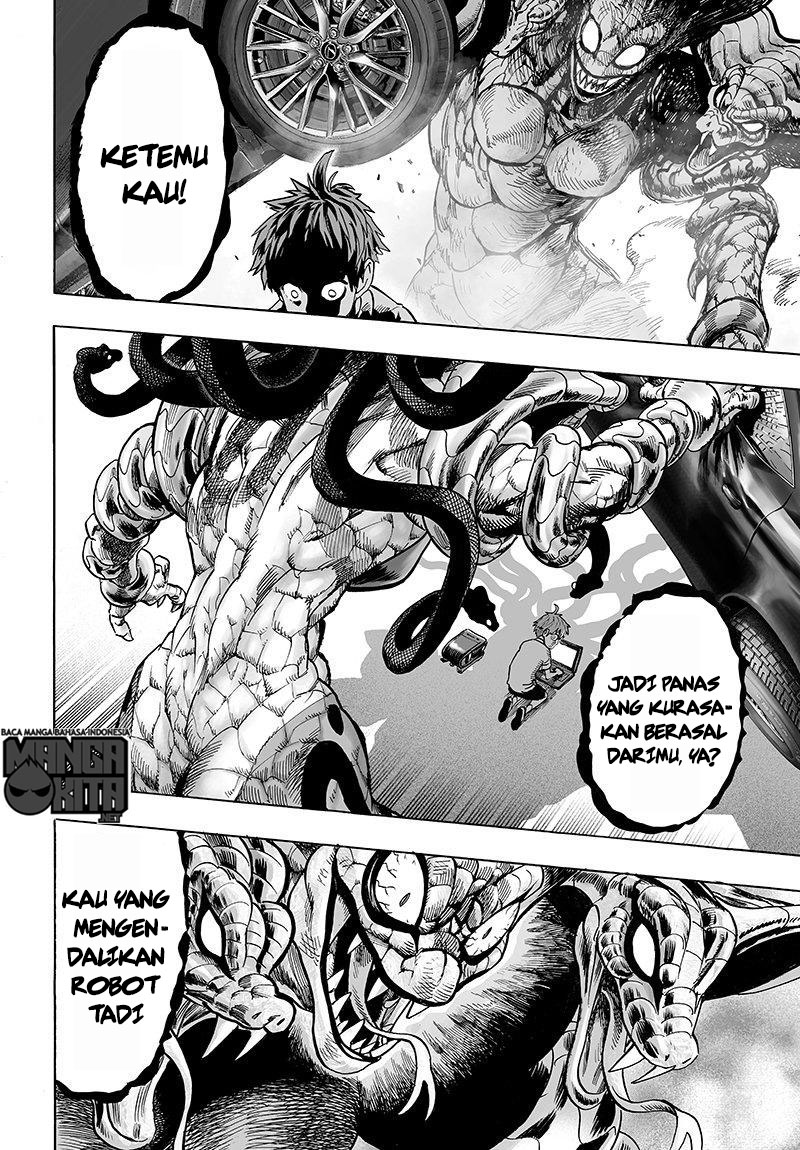 KETEMU
KAU!
JADI PANAS
YANG KURASA-
KAN BERASAL
DARIMU, YA?
BACA MANGA BAHASA INDONESIA
MANGA
KITA
.NET
KAU YANG
MENGEN-
DALIKAN
ROBOT
TADI